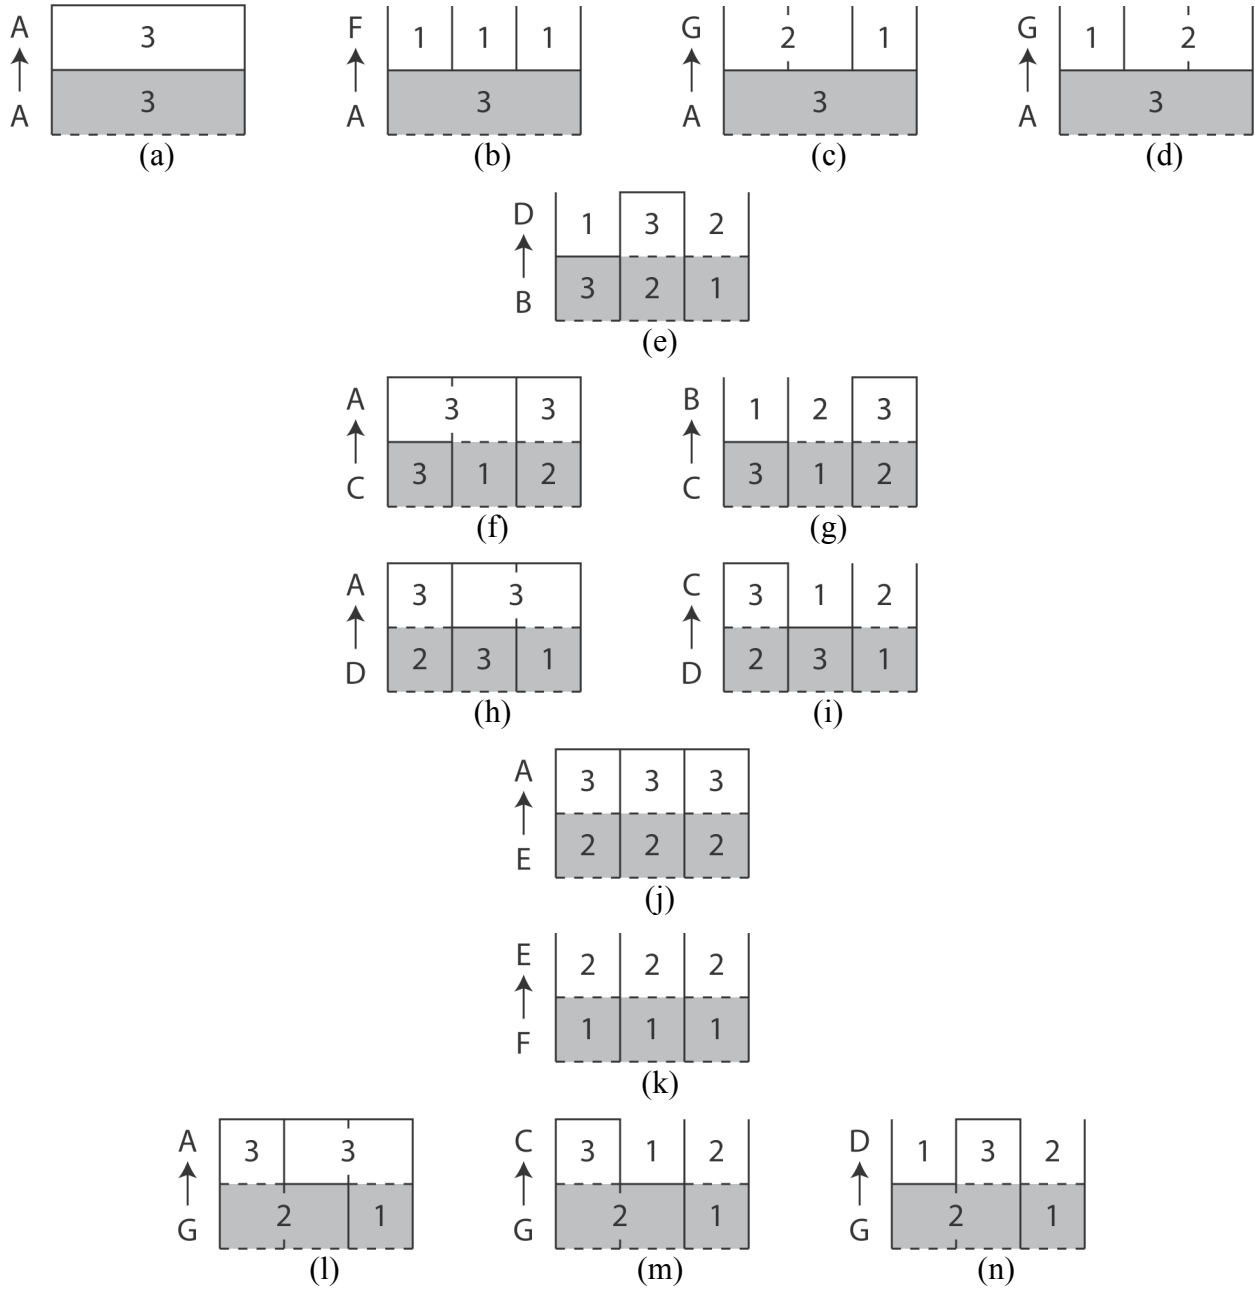 A 3 F 1 1 1 G 2 1 G 1 2
A 3 A 3 A 3 A 3
(a) (b) (c) (d)
D 1 3 2
B 3 2 1
(e)
A 3 3 B 1 2 3
C 3 1 2 C 3 1 2
(f) (g)
A 3 3 C 3 1 2
D 2 3 1 D 2 3 1
(h) (i)
A 3 3 3
E 2 2 2
(j)
E 2 2 2
F 1 1 1
(k)
A 3 3 C 3 1 2 D 1 3 2
G 2 1 G 2 1 G 2 1
(l) (m) (n)